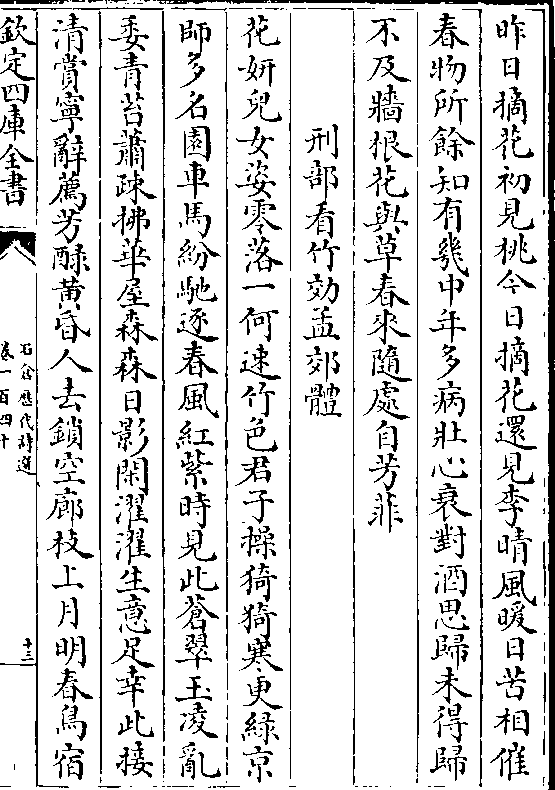 昨日摘花初見桃今日摘花還見李晴風暖日苦相催
春物所餘知有幾中年多病壯心衰對酒思歸未得歸
不及牆根花與草春來隨處自芳菲
刑部看竹効孟郊體
花妍兒女姿零落一何速竹色君子操猗猗寒更緑京
師多名園車馬紛馳逐春風紅紫時見此蒼翠玉凌亂
委青苔蕭疎拂華屋森森日影閑濯濯生意足幸此接
清賞寧辭薦芳醁黄昏人去鎖空廊枝上月明春鳥宿
欽定四庫全書
石倉歷代詩選
卷一百四十
十三